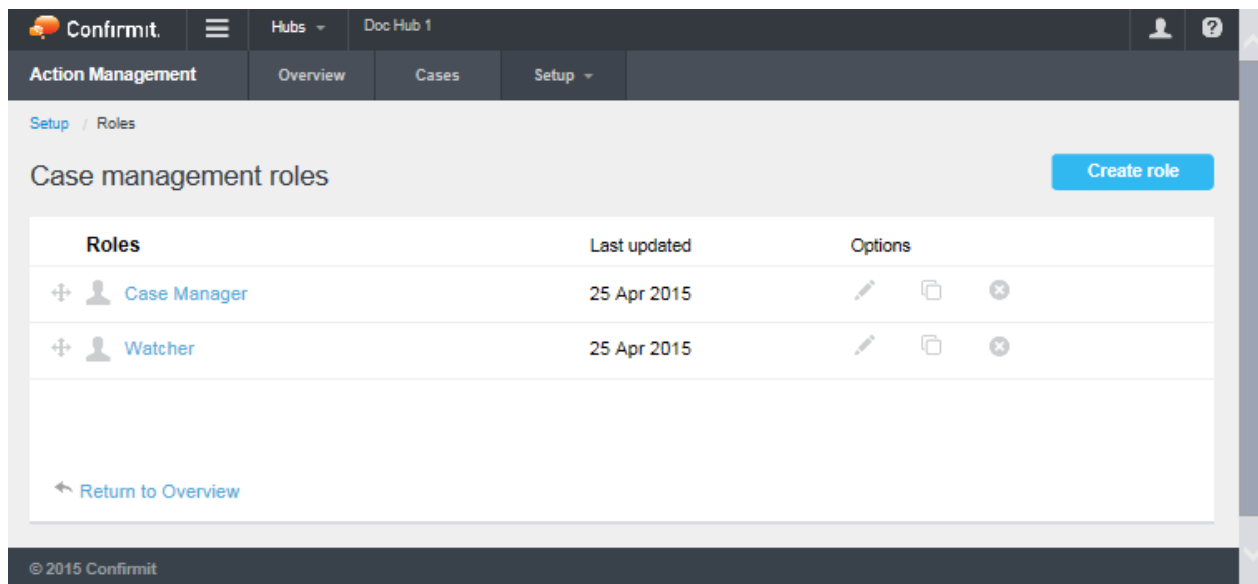 Confirmit. Hubs Doc Hub 1
Action Management Overview Cases Setup
Setup / Roles
Case management roles Create role
Roles Last updated Options
Case Manager 25 Apr 2015
Watcher 25 Apr 2015
Return to Overview
© 2015 Confirmit